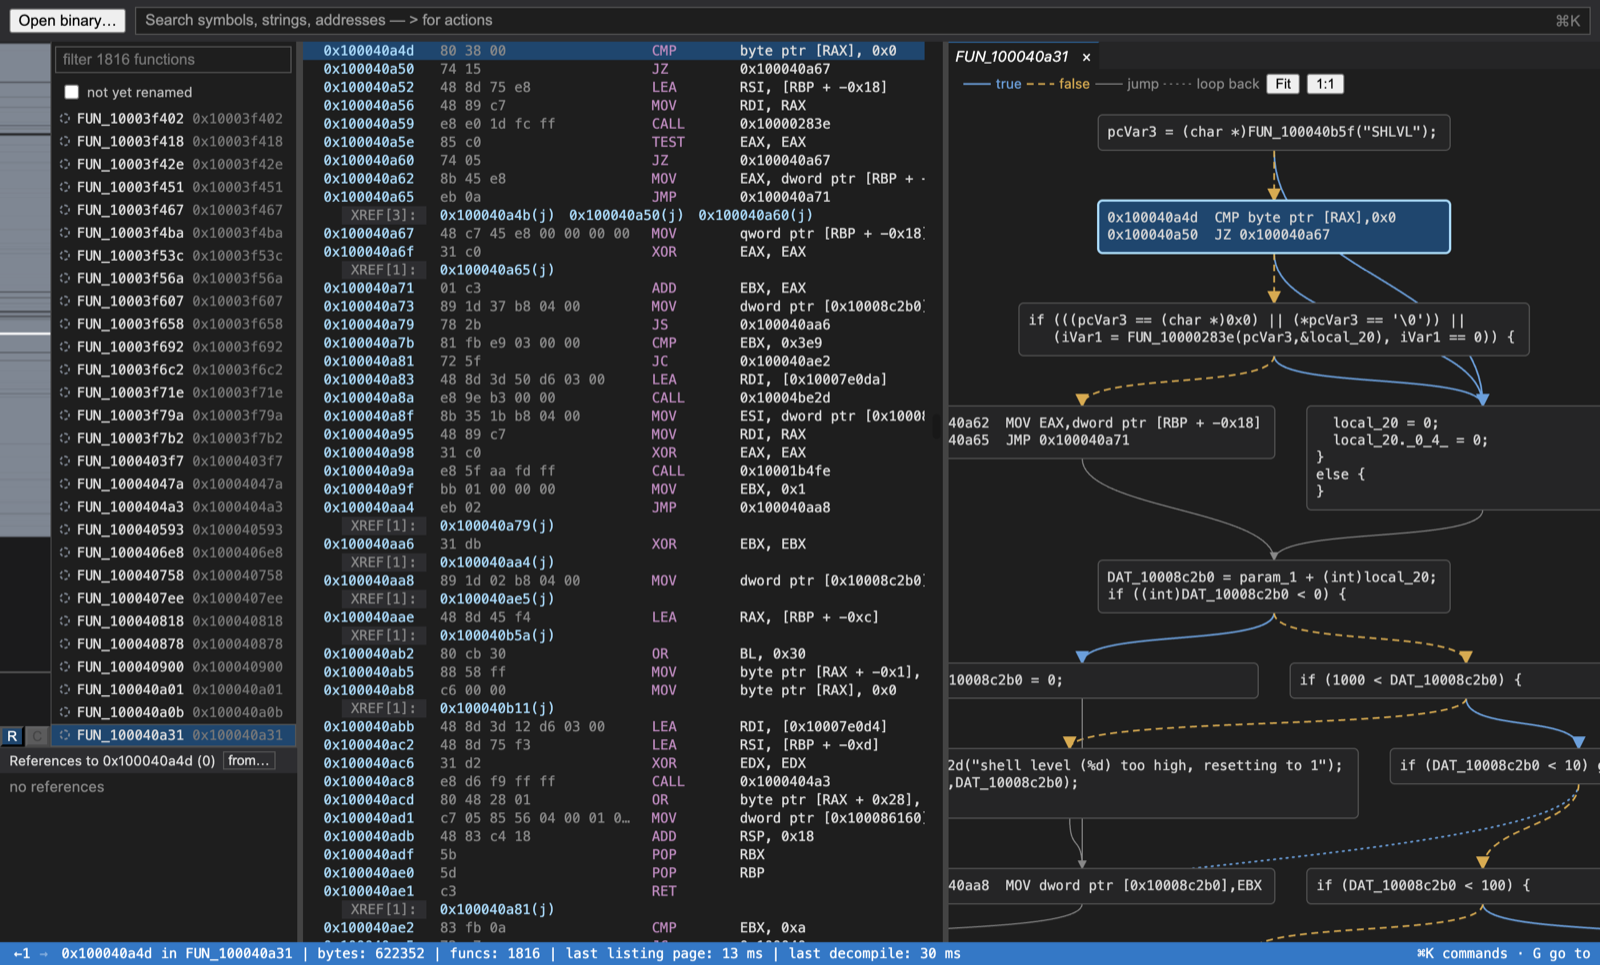 Open binary…
Search symbols, strings, addresses — > for actions
⌘K
filter 1816 functions
not yet renamed
FUN_10003f402 0x10003f402
FUN_10003f418 0x10003f418
FUN_10003f42e 0x10003f42e
FUN_10003f451 0x10003f451
FUN_10003f467 0x10003f467
FUN_10003f4ba 0x10003f4ba
FUN_10003f53c 0x10003f53c
FUN_10003f56a 0x10003f56a
FUN_10003f607 0x10003f607
FUN_10003f658 0x10003f658
FUN_10003f692 0x10003f692
FUN_10003f6c2 0x10003f6c2
FUN_10003f71e 0x10003f71e
FUN_10003f79a 0x10003f79a
FUN_10003f7b2 0x10003f7b2
FUN_1000403f7 0x1000403f7
FUN_10004047a 0x10004047a
FUN_1000404a3 0x1000404a3
FUN_100040593 0x100040593
FUN_1000406e8 0x1000406e8
FUN_100040758 0x100040758
FUN_1000407ee 0x1000407ee
FUN_100040818 0x100040818
FUN_100040878 0x100040878
FUN_100040900 0x100040900
FUN_100040a01 0x100040a01
FUN_100040a0b 0x100040a0b
R C FUN_100040a31 0x100040a31
References to 0x100040a4d (0) from…
no references
0x100040a4d 80 38 00 CMP byte ptr [RAX], 0x0
0x100040a50 74 15 JZ 0x100040a67
0x100040a52 48 8d 75 e8 LEA RSI, [RBP + -0x18]
0x100040a56 48 89 c7 MOV RDI, RAX
0x100040a59 e8 e0 1d fc ff CALL 0x10000283e
0x100040a5e 85 c0 TEST EAX, EAX
0x100040a60 74 05 JZ 0x100040a67
0x100040a62 8b 45 e8 MOV EAX, dword ptr [RBP + -
0x100040a65 eb 0a JMP 0x100040a71
XREF[3]: 0x100040a4b(j) 0x100040a50(j) 0x100040a60(j)
0x100040a67 48 c7 45 e8 00 00 00 00 MOV qword ptr [RBP + -0x18]
0x100040a6f 31 c0 XOR EAX, EAX
XREF[1]: 0x100040a65(j)
0x100040a71 01 c3 ADD EBX, EAX
0x100040a73 89 1d 37 b8 04 00 MOV dword ptr [0x10008c2b0]
0x100040a79 78 2b JS 0x100040aa6
0x100040a7b 81 fb e9 03 00 00 CMP EBX, 0x3e9
0x100040a81 72 5f JC 0x100040ae2
0x100040a83 48 8d 3d 50 d6 03 00 LEA RDI, [0x10007e0da]
0x100040a8a e8 9e b3 00 00 CALL 0x10004be2d
0x100040a8f 8b 35 1b b8 04 00 MOV ESI, dword ptr [0x10008
0x100040a95 48 89 c7 MOV RDI, RAX
0x100040a98 31 c0 XOR EAX, EAX
0x100040a9a e8 5f aa fd ff CALL 0x10001b4fe
0x100040a9f bb 01 00 00 00 MOV EBX, 0x1
0x100040aa4 eb 02 JMP 0x100040aa8
XREF[1]: 0x100040a79(j)
0x100040aa6 31 db XOR EBX, EBX
XREF[1]: 0x100040aa4(j)
0x100040aa8 89 1d 02 b8 04 00 MOV dword ptr [0x10008c2b0]
XREF[1]: 0x100040ae5(j)
0x100040aae 48 8d 45 f4 LEA RAX, [RBP + -0xc]
XREF[1]: 0x100040b5a(j)
0x100040ab2 80 cb 30 OR BL, 0x30
0x100040ab5 88 58 ff MOV byte ptr [RAX + -0x1],
0x100040ab8 c6 00 00 MOV byte ptr [RAX], 0x0
XREF[1]: 0x100040b11(j)
0x100040abb 48 8d 3d 12 d6 03 00 LEA RDI, [0x10007e0d4]
0x100040ac2 48 8d 75 f3 LEA RSI, [RBP + -0xd]
0x100040ac6 31 d2 XOR EDX, EDX
0x100040ac8 e8 d6 f9 ff ff CALL 0x1000404a3
0x100040acd 80 48 28 01 OR byte ptr [RAX + 0x28],
0x100040ad1 c7 05 85 56 04 00 01 0… MOV dword ptr [0x100086160]
0x100040adb 48 83 c4 18 ADD RSP, 0x18
0x100040adf 5b POP RBX
0x100040ae0 5d POP RBP
0x100040ae1 c3 RET
XREF[1]: 0x100040a81(j)
0x100040ae2 83 fb 0a CMP EBX, 0xa
FUN_100040a31 ×
true false jump loop back Fit 1:1
pcVar3 = (char *)FUN_100040b5f("SHLVL");
0x100040a4d CMP byte ptr [RAX],0x0
0x100040a50 JZ 0x100040a67
if (((pcVar3 == (char *)0x0) || (*pcVar3 == '\0')) ||
(iVar1 = FUN_10000283e(pcVar3,&local_20), iVar1 == 0)) {
40a62 MOV EAX,dword ptr [RBP + -0x18]
40a65 JMP 0x100040a71
local_20 = 0;
local_20._0_4_ = 0;
}
else {
}
DAT_10008c2b0 = param_1 + (int)local_20;
if ((int)DAT_10008c2b0 < 0) {
10008c2b0 = 0;
if (1000 < DAT_10008c2b0) {
2d("shell level (%d) too high, resetting to 1");
,DAT_10008c2b0);
if (DAT_10008c2b0 < 10) g
40aa8 MOV dword ptr [0x10008c2b0],EBX
if (DAT_10008c2b0 < 100) {
←1 → 0x100040a4d in FUN_100040a31 | bytes: 622352 | funcs: 1816 | last listing page: 13 ms | last decompile: 30 ms
⌘K commands · G go to